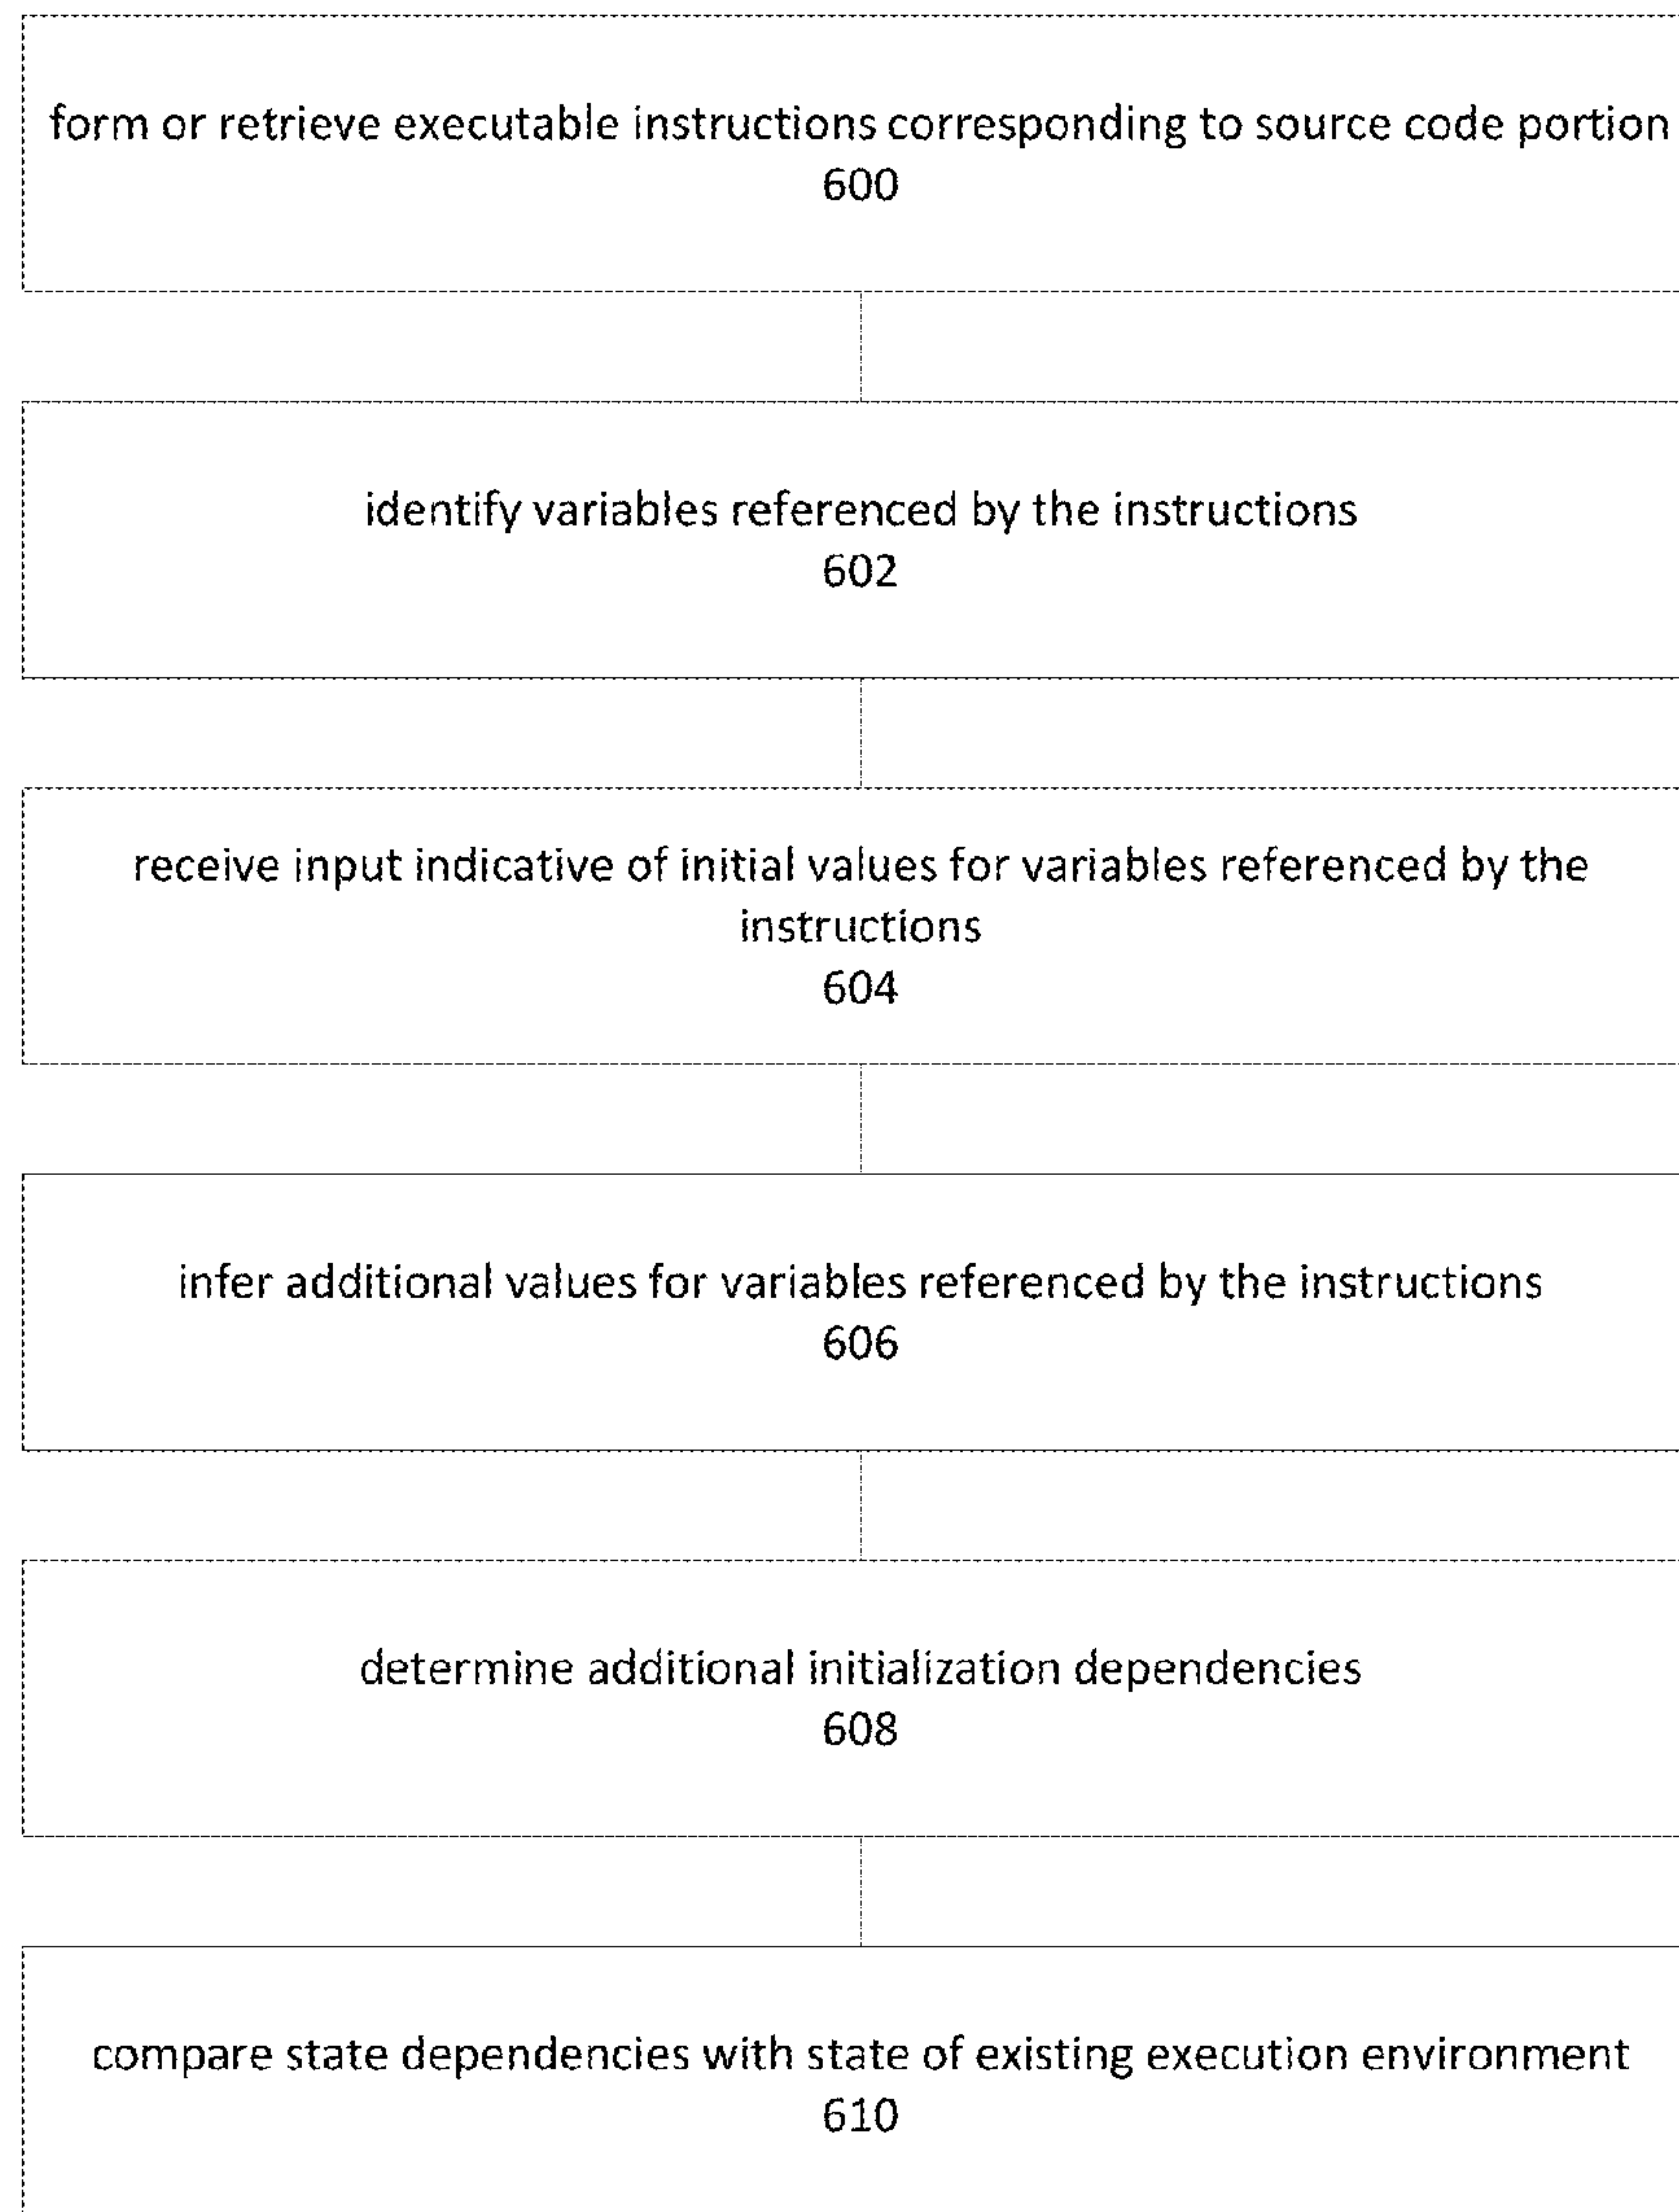 form or retrieve executable instructions corresponding to source code portion
600
identify variables referenced by the instructions
602
receive input indicative of initial values for variables referenced by the
instructions
604
infer additional values for variables referenced by the instructions
606
determine additional initialization dependencies
608
compare state dependencies with state of existing execution environment
610